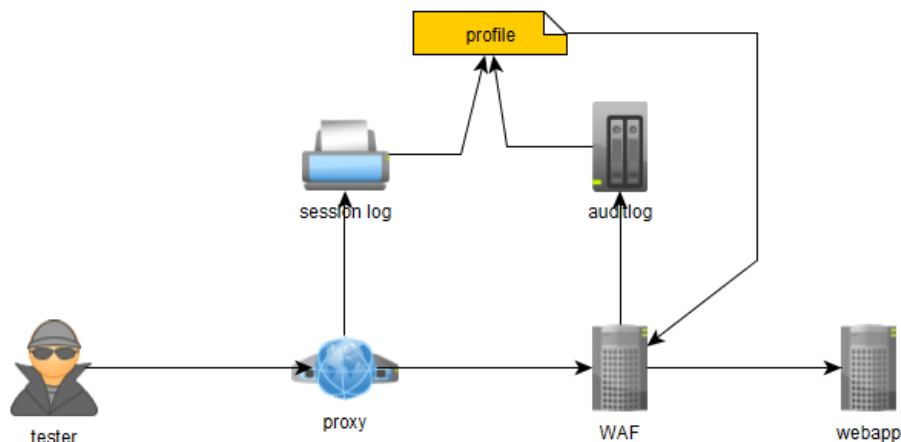 profile
session log
auditlog
tester
proxy
WAF
webapp